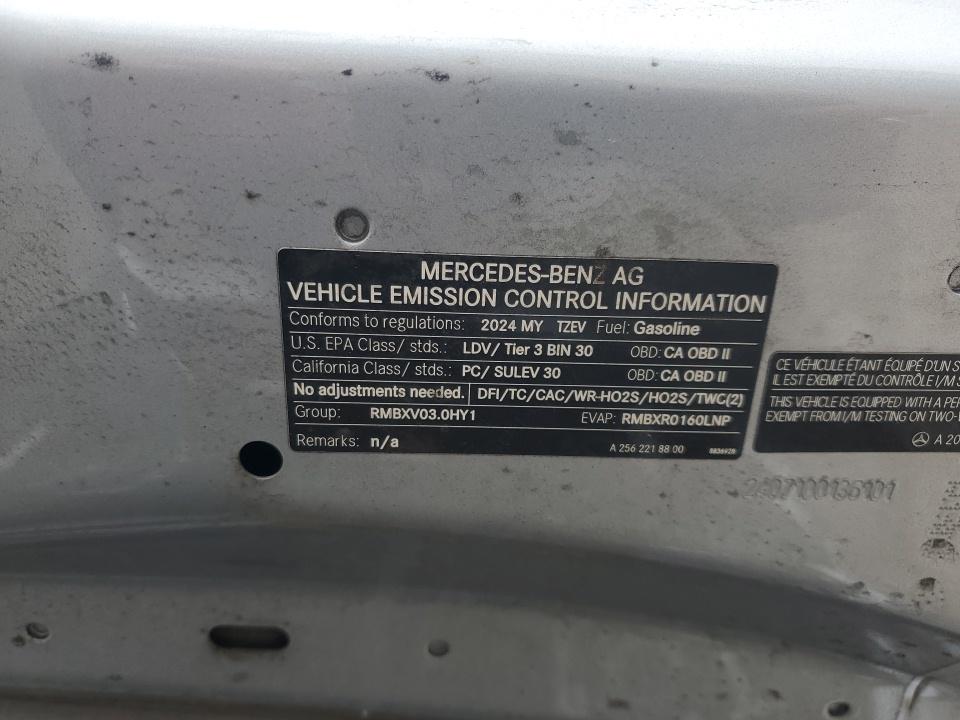 MERCEDES-BENZ AG
VEHICLE EMISSION CONTROL INFORMATION
Conforms to regulations: 2024 MY TZEV Fuel: Gasoline
U.S. EPA Class/ stds.: LDV/ Tier 3 BIN 30 OBD: CA OBD II
California Class/ stds.: PC/ SULEV 30 OBD: CA OBD II
No adjustments needed. DFI/TC/CAC/WR-HO2S/HO2S/TWC(2)
Group: RMBXV03.0HY1 EVAP: RMBXR0160LNP
Remarks: n/a A 256 221 88 00
CE VÉHICULE ÉTANT ÉQUIPÉ D'UN
IL EST EXEMPTÉ DU CONTRÔLE I/M
THIS VEHICLE IS EQUIPPED WITH A
EXEMPT FROM I/M TESTING ON
A 20